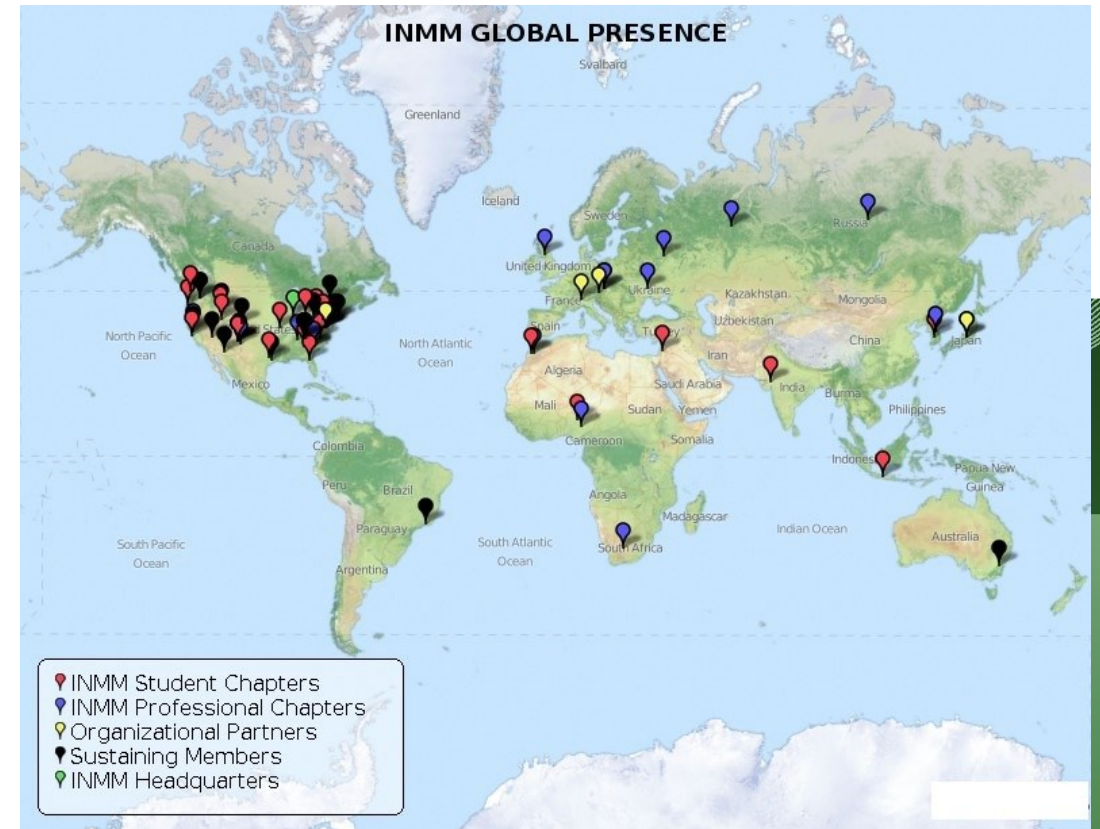 INMM GLOBAL PRESENCE
Svalbard
Greenland
Iceland
Sweden
Russia
Canada
United Kingdom
Ukraine
France
Kazakhstan
Mongolia
Uzbekistan
Spain
North Pacific
Ocean
North Atlantic
Ocean
China
Japan
Iran
Algeria
Mexico
Saudi Arabia
India
Burma
Mali
Sudan
Yemen
Philippines
Cameroon
Somalia
Colombia
Papua New
Guinea
Peru
Brazil
Angola
Madagascar
Paraguay
Indian Ocean
Australia
South Pacific
Ocean
South Atlantic
Ocean
South Africa
Argentina
INMM Student Chapters
INMM Professional Chapters
Organizational Partners
Sustaining Members
INMM Headquarters